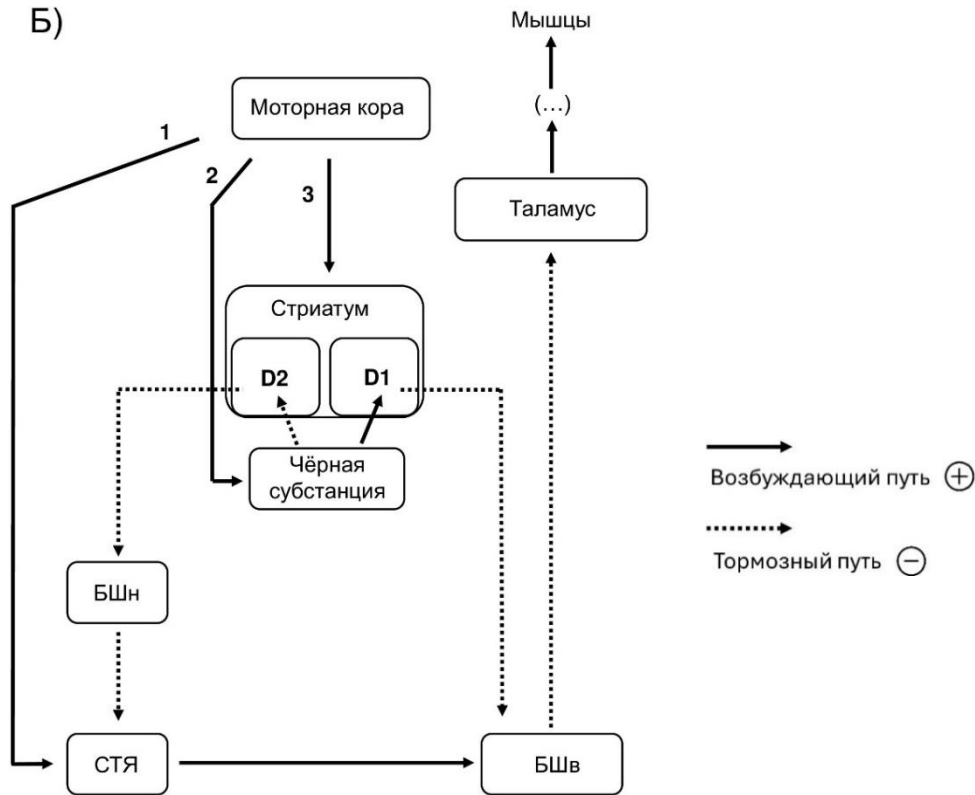 Б)
Мышцы
(...)
Моторная кора
1
2
3
Таламус
Стриатум
D2
D1
Чёрная
субстанция
Возбуждающий путь +
Тормозный путь −
БШн
СТЯ
БШв